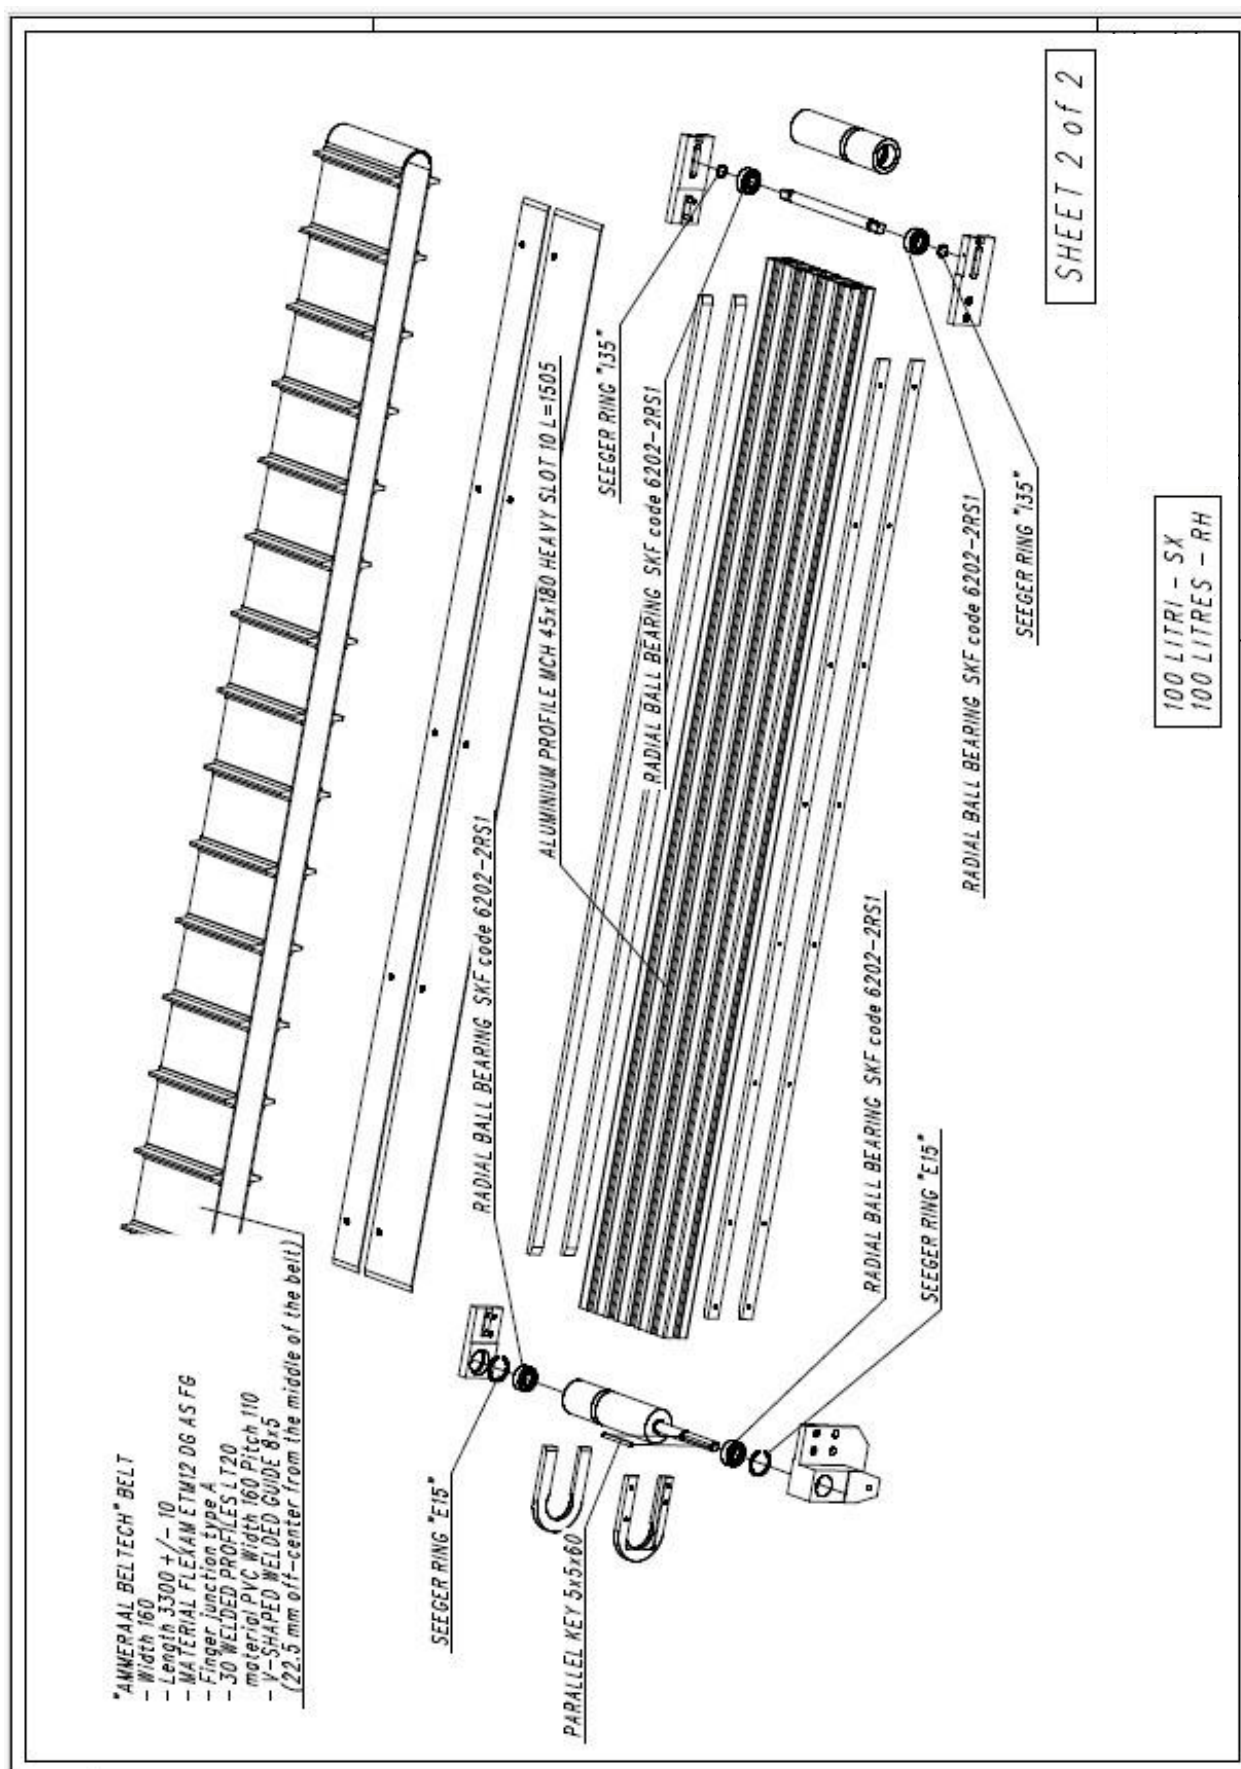 "AMMERAAL BELTECH" BELT
- Width 160
- Length 3300 +/- 10
- MATERIAL FLEXAM ETM12 DG AS FG
- Finger junction type A
- 30 WELDED PROFILES LT20
material PVC Width 160 Pitch 110
- V-SHAPED WELDED GUIDE 8x5
(22.5 mm off-center from the middle of the belt)
SEEGER RING "E15"
RADIAL BALL BEARING SKF code 6202-2RS1
ALUMINIUM PROFILE MCH 45x180 HEAVY SLOT 10 L=1505
PARALLEL KEY 5x5x60
SEEGER RING "I35"
RADIAL BALL BEARING SKF code 6202-2RS1
RADIAL BALL BEARING SKF code 6202-2RS1
SEEGER RING "E15"
RADIAL BALL BEARING SKF code 6202-2RS1
SEEGER RING "I35"
SHEET 2 of 2
100 LITRI - SX
100 LITRES - RH